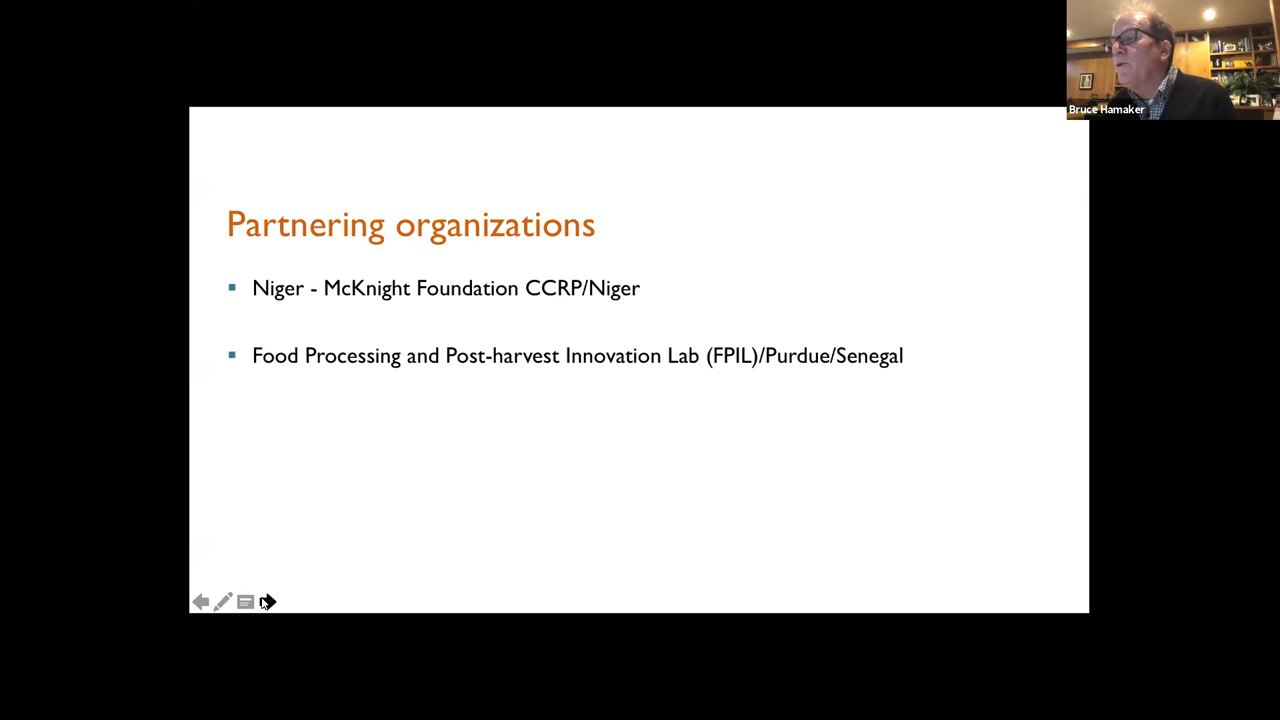 Bruce Hamaker
Partnering organizations
Niger - McKnight Foundation CCRP/Niger
Food Processing and Post-harvest Innovation Lab (FPIL)/Purdue/Senegal